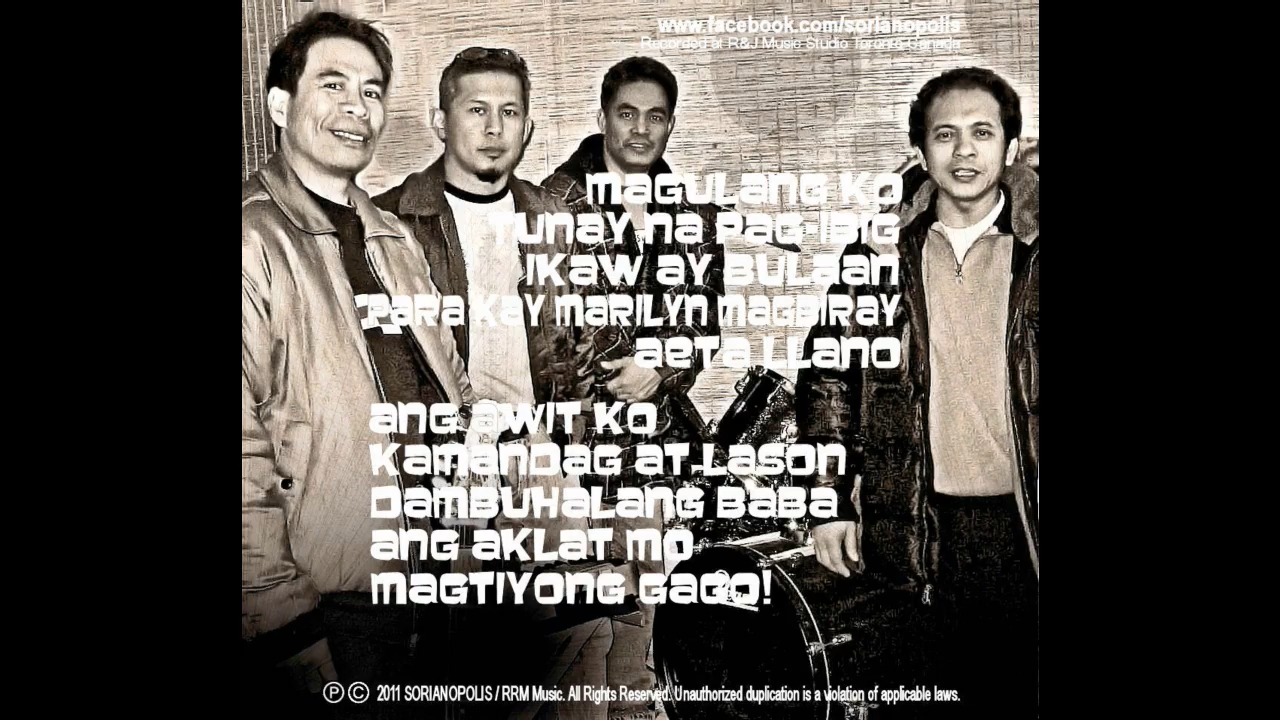 www.facebook.com/sorianopolis
Recorded at R&J Music Studio Toronto Canada
MAGULANG KO
TUNAY NA PAG-IBIG
IKAW AY BULAAN
PARA KAY MARILYN MAGBIRAY
AETA LLANO
ANG AWIT KO
KAMANDAG AT LASON
DAMBUHALANG BABA
ANG AKLAT MO
MAGTIYONG GAGO!
Ⓟ © 2011 SORIANOPOLIS / RRM Music. All Rights Reserved. Unauthorized duplication is a violation of applicable laws.